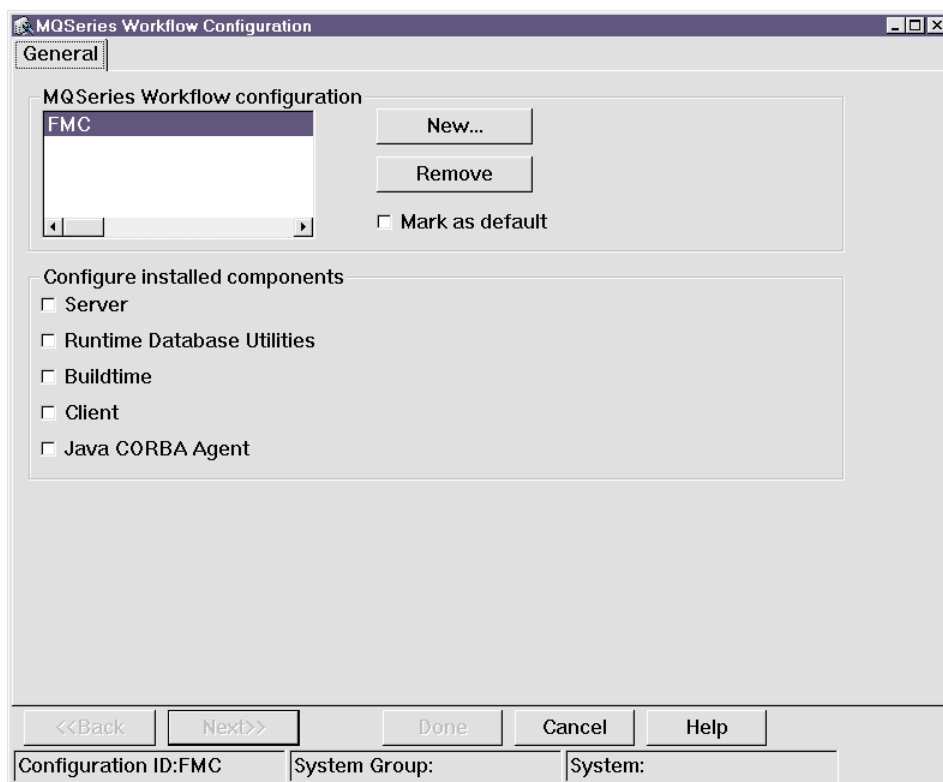 MQSeries Workflow Configuration
General
MQSeries Workflow configuration
FMC
New...
Remove
Mark as default
Configure installed components
Server
Runtime Database Utilities
Buildtime
Client
Java CORBA Agent
<<Back Next>> Done Cancel Help
Configuration ID:FMC System Group: System: